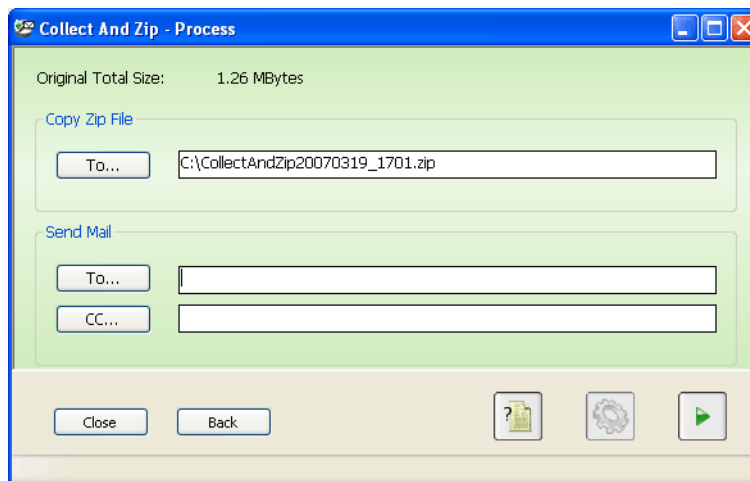 Collect And Zip - Process
Original Total Size: 1.26 MBytes
Copy Zip File
To... C:\CollectAndZip20070319_1701.zip
Send Mail
To...
CC...
Close Back ?